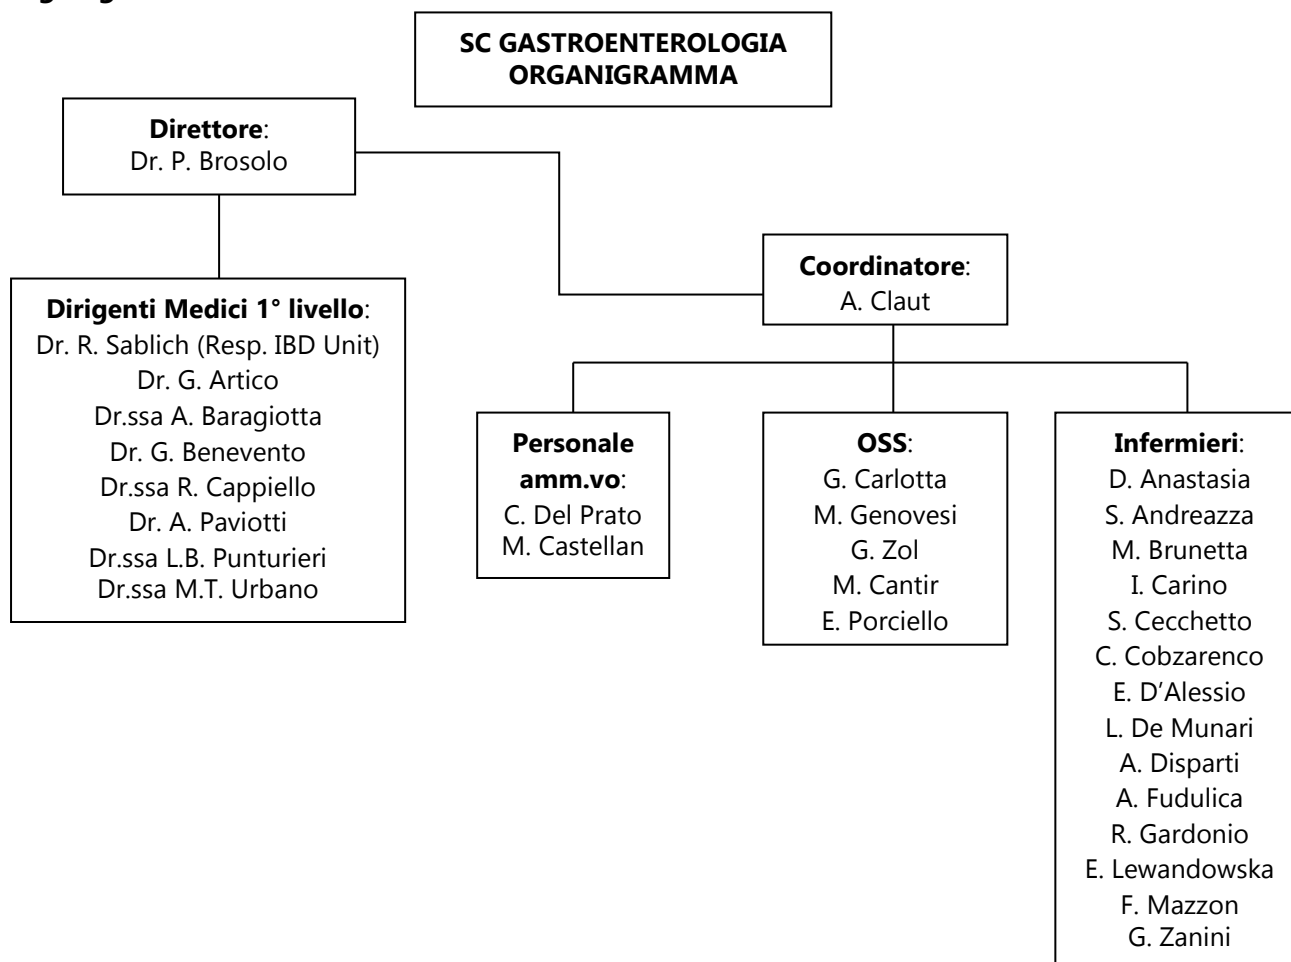 SC GASTROENTEROLOGIA
ORGANIGRAMMA
Direttore:
Dr. P. Brosolo
Coordinatore:
A. Claut
Dirigenti Medici 1° livello:
Dr. R. Sablich (Resp. IBD Unit)
Dr. G. Artico
Dr.ssa A. Baragiotta
Dr. G. Benevento
Dr.ssa R. Cappiello
Dr. A. Paviotti
Dr.ssa L.B. Punturieri
Dr.ssa M.T. Urbano
Personale
amm.vo:
C. Del Prato
M. Castellan
OSS:
G. Carlotta
M. Genovesi
G. Zol
M. Cantir
E. Porciello
Infermieri:
D. Anastasia
S. Andreazza
M. Brunetta
I. Carino
S. Cecchetto
C. Cobzarenco
E. D’Alessio
L. De Munari
A. Disparti
A. Fudulica
R. Gardonio
E. Lewandowska
F. Mazzon
G. Zanini